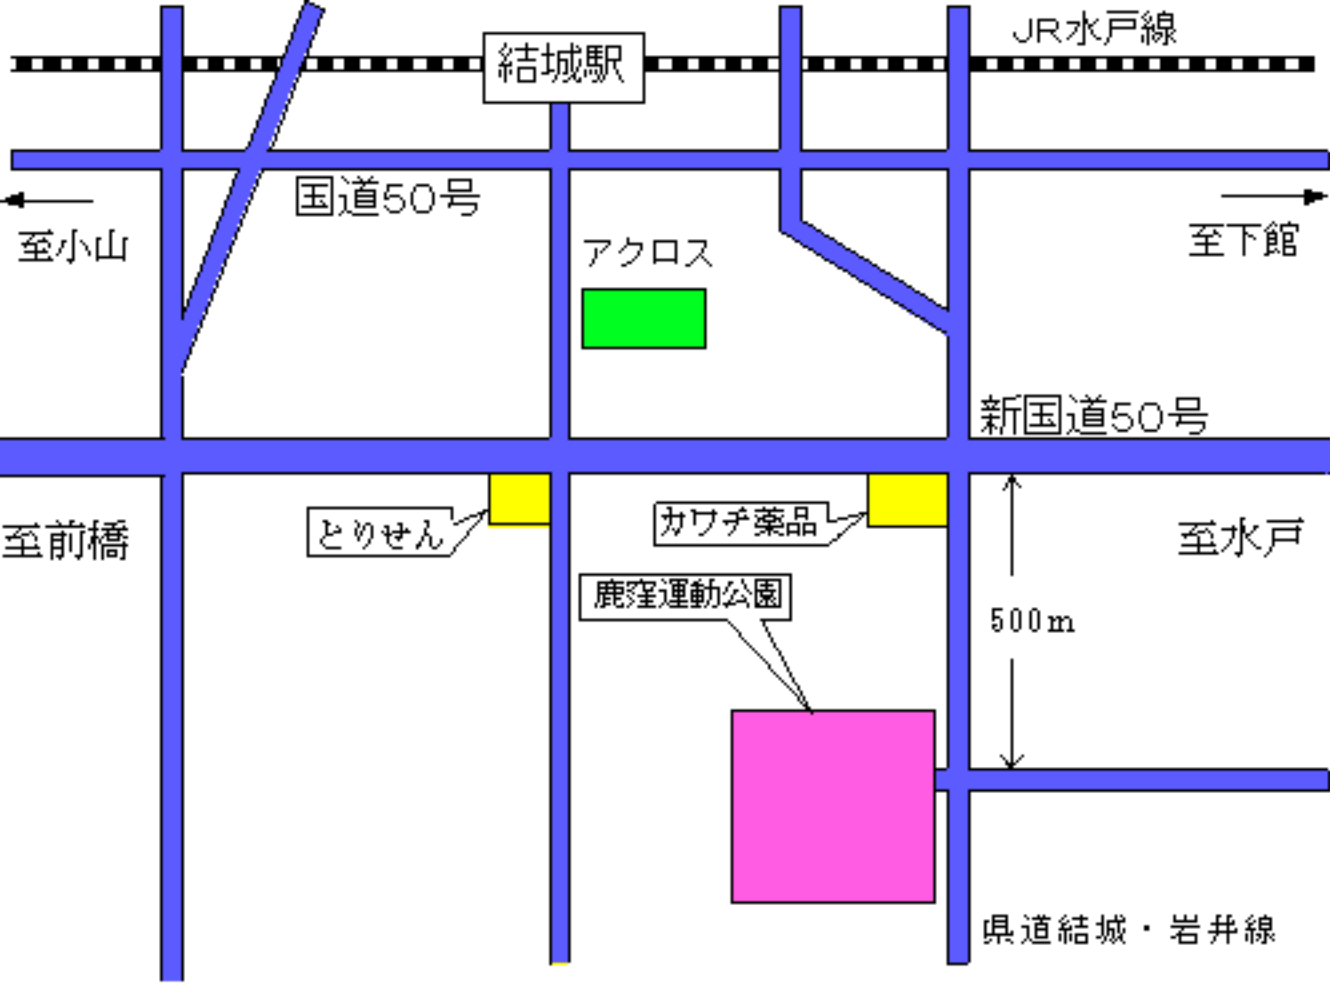 JR水戸線
結城駅
国道50号
至小山
至下館
アクロス
新国道50号
とりせん
カワチ薬品
至前橋
至水戸
鹿窪運動公園
500m
県道結城・岩井線